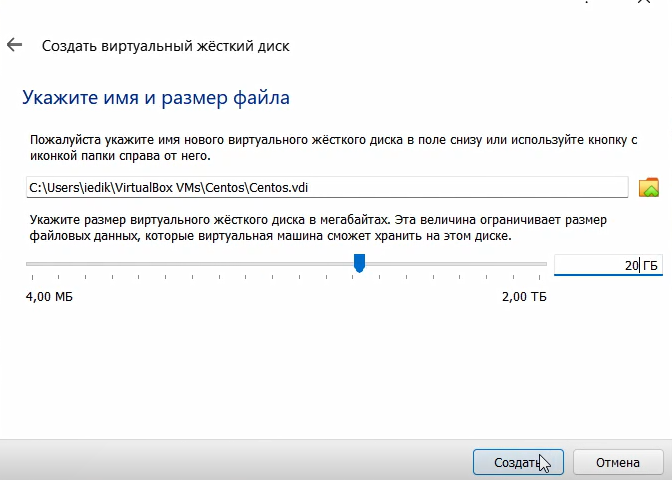 Создать виртуальный жёсткий диск
Укажите имя и размер файла
Пожалуйста укажите имя нового виртуального жёсткого диска в поле снизу или используйте кнопку с
иконкой папки справа от него.
C:\Users\iedik\VirtualBox VMs\Centos\Centos.vdi
Укажите размер виртуального жёсткого диска в мегабайтах. Эта величина ограничивает размер
файловых данных, которые виртуальная машина сможет хранить на этом диске.
20 ГБ
4,00 МБ
2,00 ТБ
Создать
Отмена